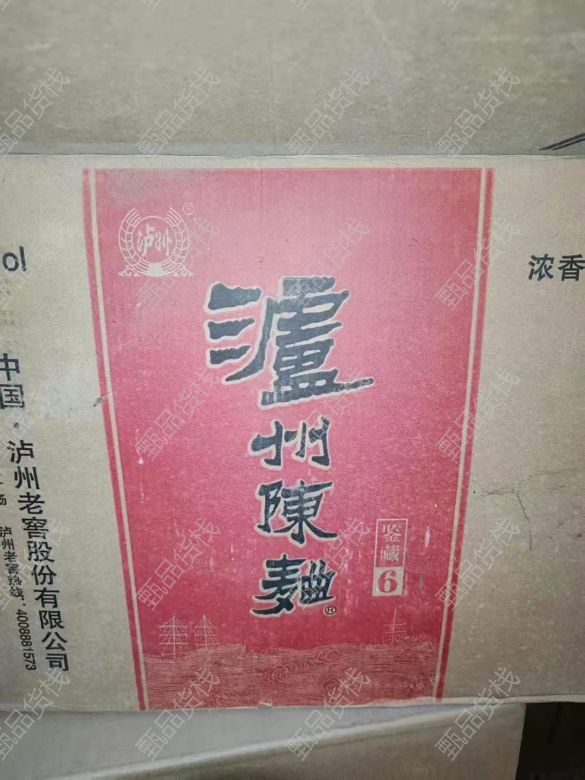 泸州
®
瀘州陳麯®
鉴藏
6
ol
浓香
中国·泸州老窖股份有限公司
泸州老窖热线：4008881573
甄品货栈